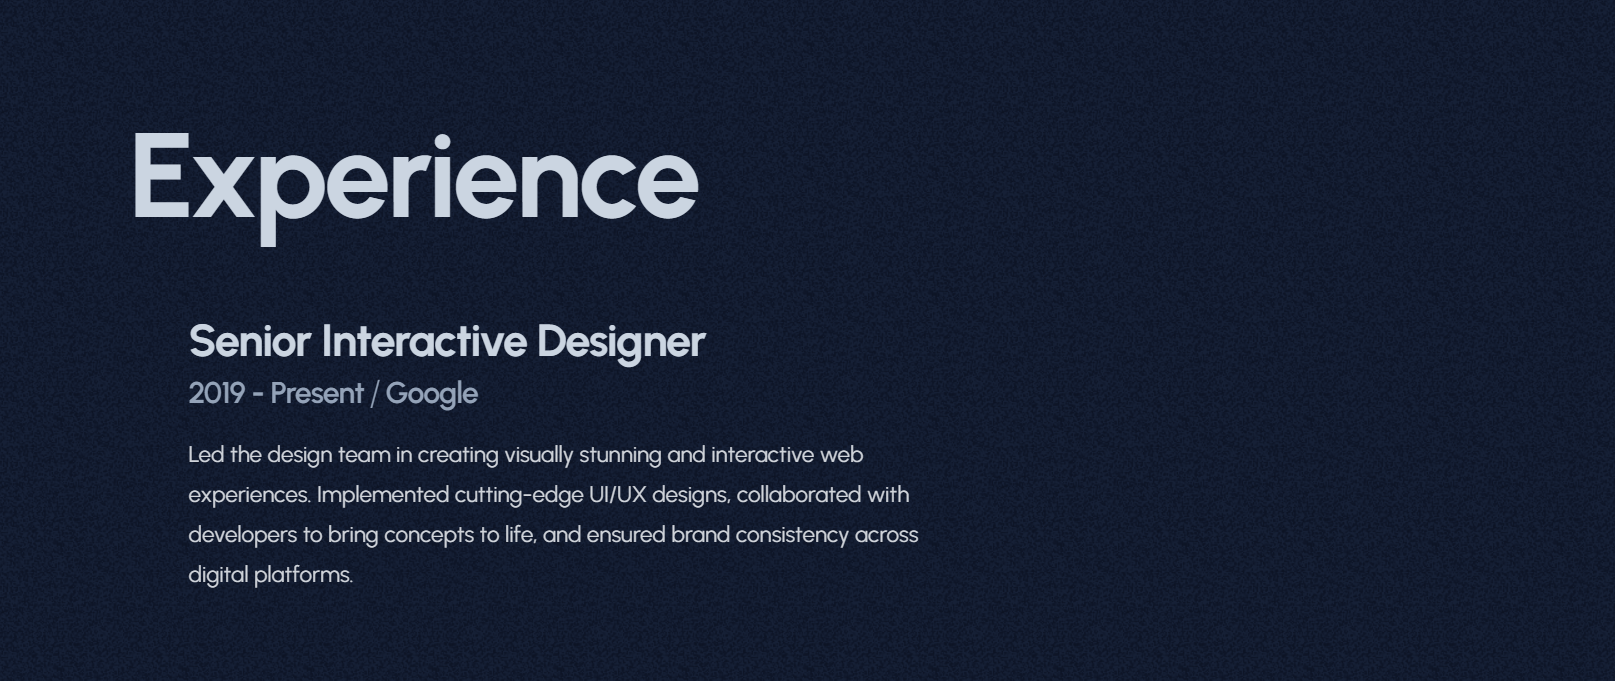 Experience
Senior Interactive Designer
2019 - Present / Google
Led the design team in creating visually stunning and interactive web
experiences. Implemented cutting-edge UI/UX designs, collaborated with
developers to bring concepts to life, and ensured brand consistency across
digital platforms.